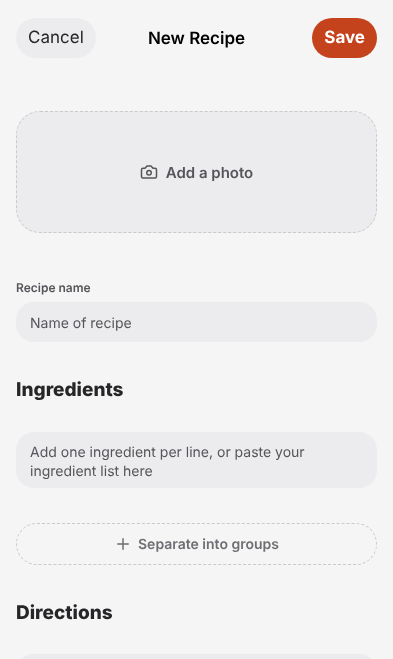 Cancel
New Recipe
Save
Add a photo
Recipe name
Name of recipe
Ingredients
Add one ingredient per line, or paste your
ingredient list here
Separate into groups
Directions